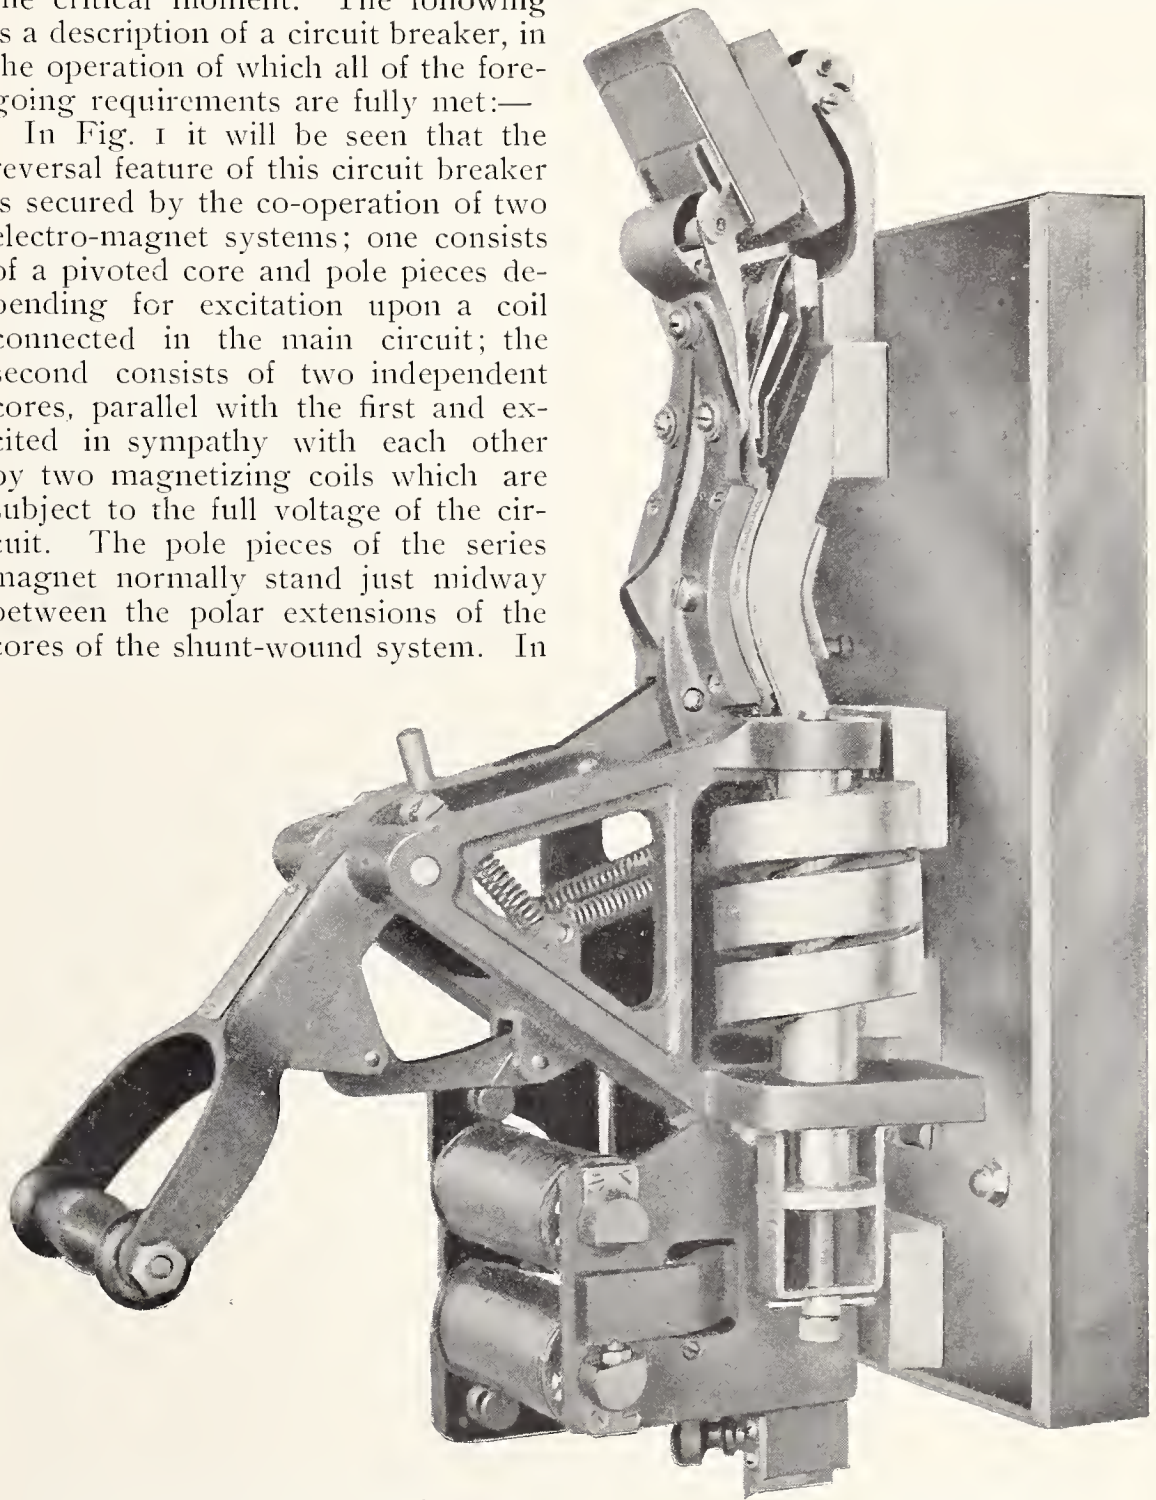 he critical moment. The following
s a description of a circuit breaker, in
he operation of which all of the fore-
going requirements are fully met:—
In Fig. 1 it will be seen that the
reversal feature of this circuit breaker
s secured by the co-operation of two
electro-magnet systems; one consists
of a pivoted core and pole pieces de-
pending for excitation upon a coil
connected in the main circuit; the
second consists of two independent
cores, parallel with the first and ex-
cited in sympathy with each other
by two magnetizing coils which are
subject to the full voltage of the cir-
cuit. The pole pieces of the series
magnet normally stand just midway
between the polar extensions of the
cores of the shunt-wound system. In